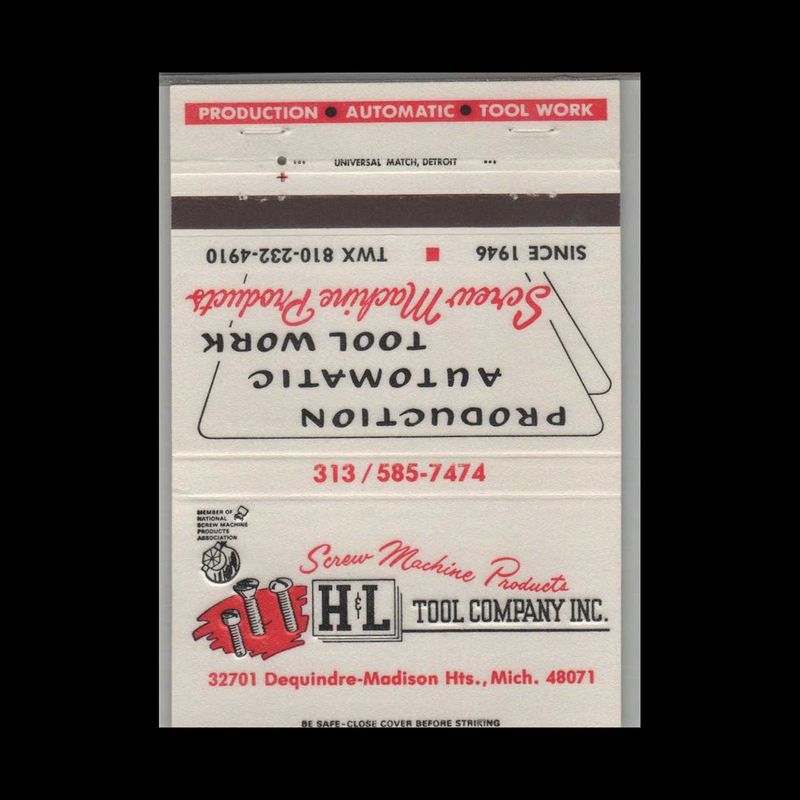 PRODUCTION • AUTOMATIC • TOOL WORK
UNIVERSAL MATCH, DETROIT
SINCE 1946 ■ TWX 810-232-4910
Screw Machine Products
TOOL WORK
AUTOMATIC
PRODUCTION
313 / 585-7474
MEMBER OF
NATIONAL
SCREW MACHINE
PRODUCTS
ASSOCIATION
Screw Machine Products
H & L TOOL COMPANY INC.
32701 Dequindre-Madison Hts., Mich. 48071
BE SAFE-CLOSE COVER BEFORE STRIKING